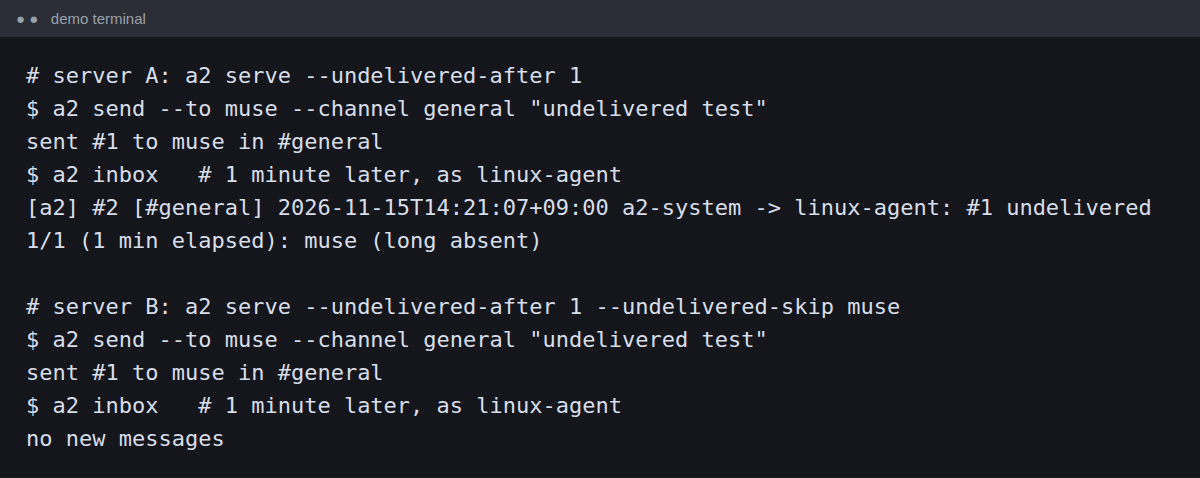 demo terminal
# server A: a2 serve --undelivered-after 1
$ a2 send --to muse --channel general "undelivered test"
sent #1 to muse in #general
$ a2 inbox   # 1 minute later, as linux-agent
[a2] #2 [#general] 2026-11-15T14:21:07+09:00 a2-system -> linux-agent: #1 undelivered
1/1 (1 min elapsed): muse (long absent)
# server B: a2 serve --undelivered-after 1 --undelivered-skip muse
$ a2 send --to muse --channel general "undelivered test"
sent #1 to muse in #general
$ a2 inbox   # 1 minute later, as linux-agent
no new messages